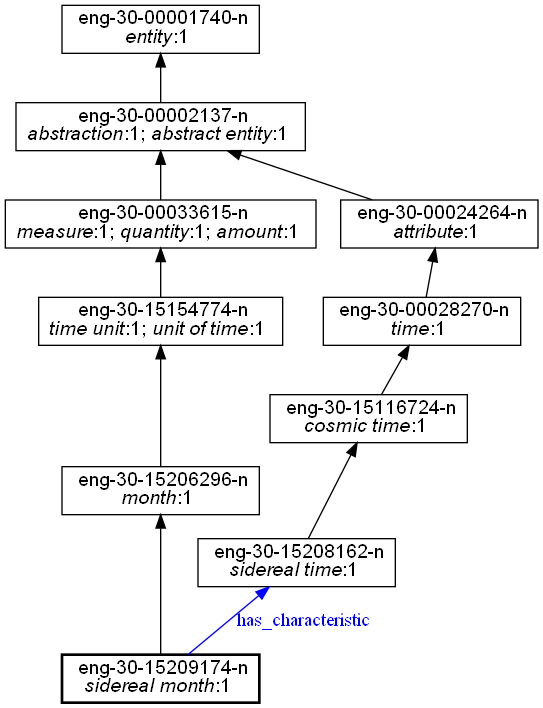 eng-30-00001740-n
entity:1
eng-30-00002137-n
abstraction:1; abstract entity:1
eng-30-00033615-n
measure:1; quantity:1; amount:1
eng-30-00024264-n
attribute:1
eng-30-15154774-n
time unit:1; unit of time:1
eng-30-00028270-n
time:1
eng-30-15116724-n
cosmic time:1
eng-30-15206296-n
month:1
eng-30-15208162-n
sidereal time:1
has_characteristic
eng-30-15209174-n
sidereal month:1